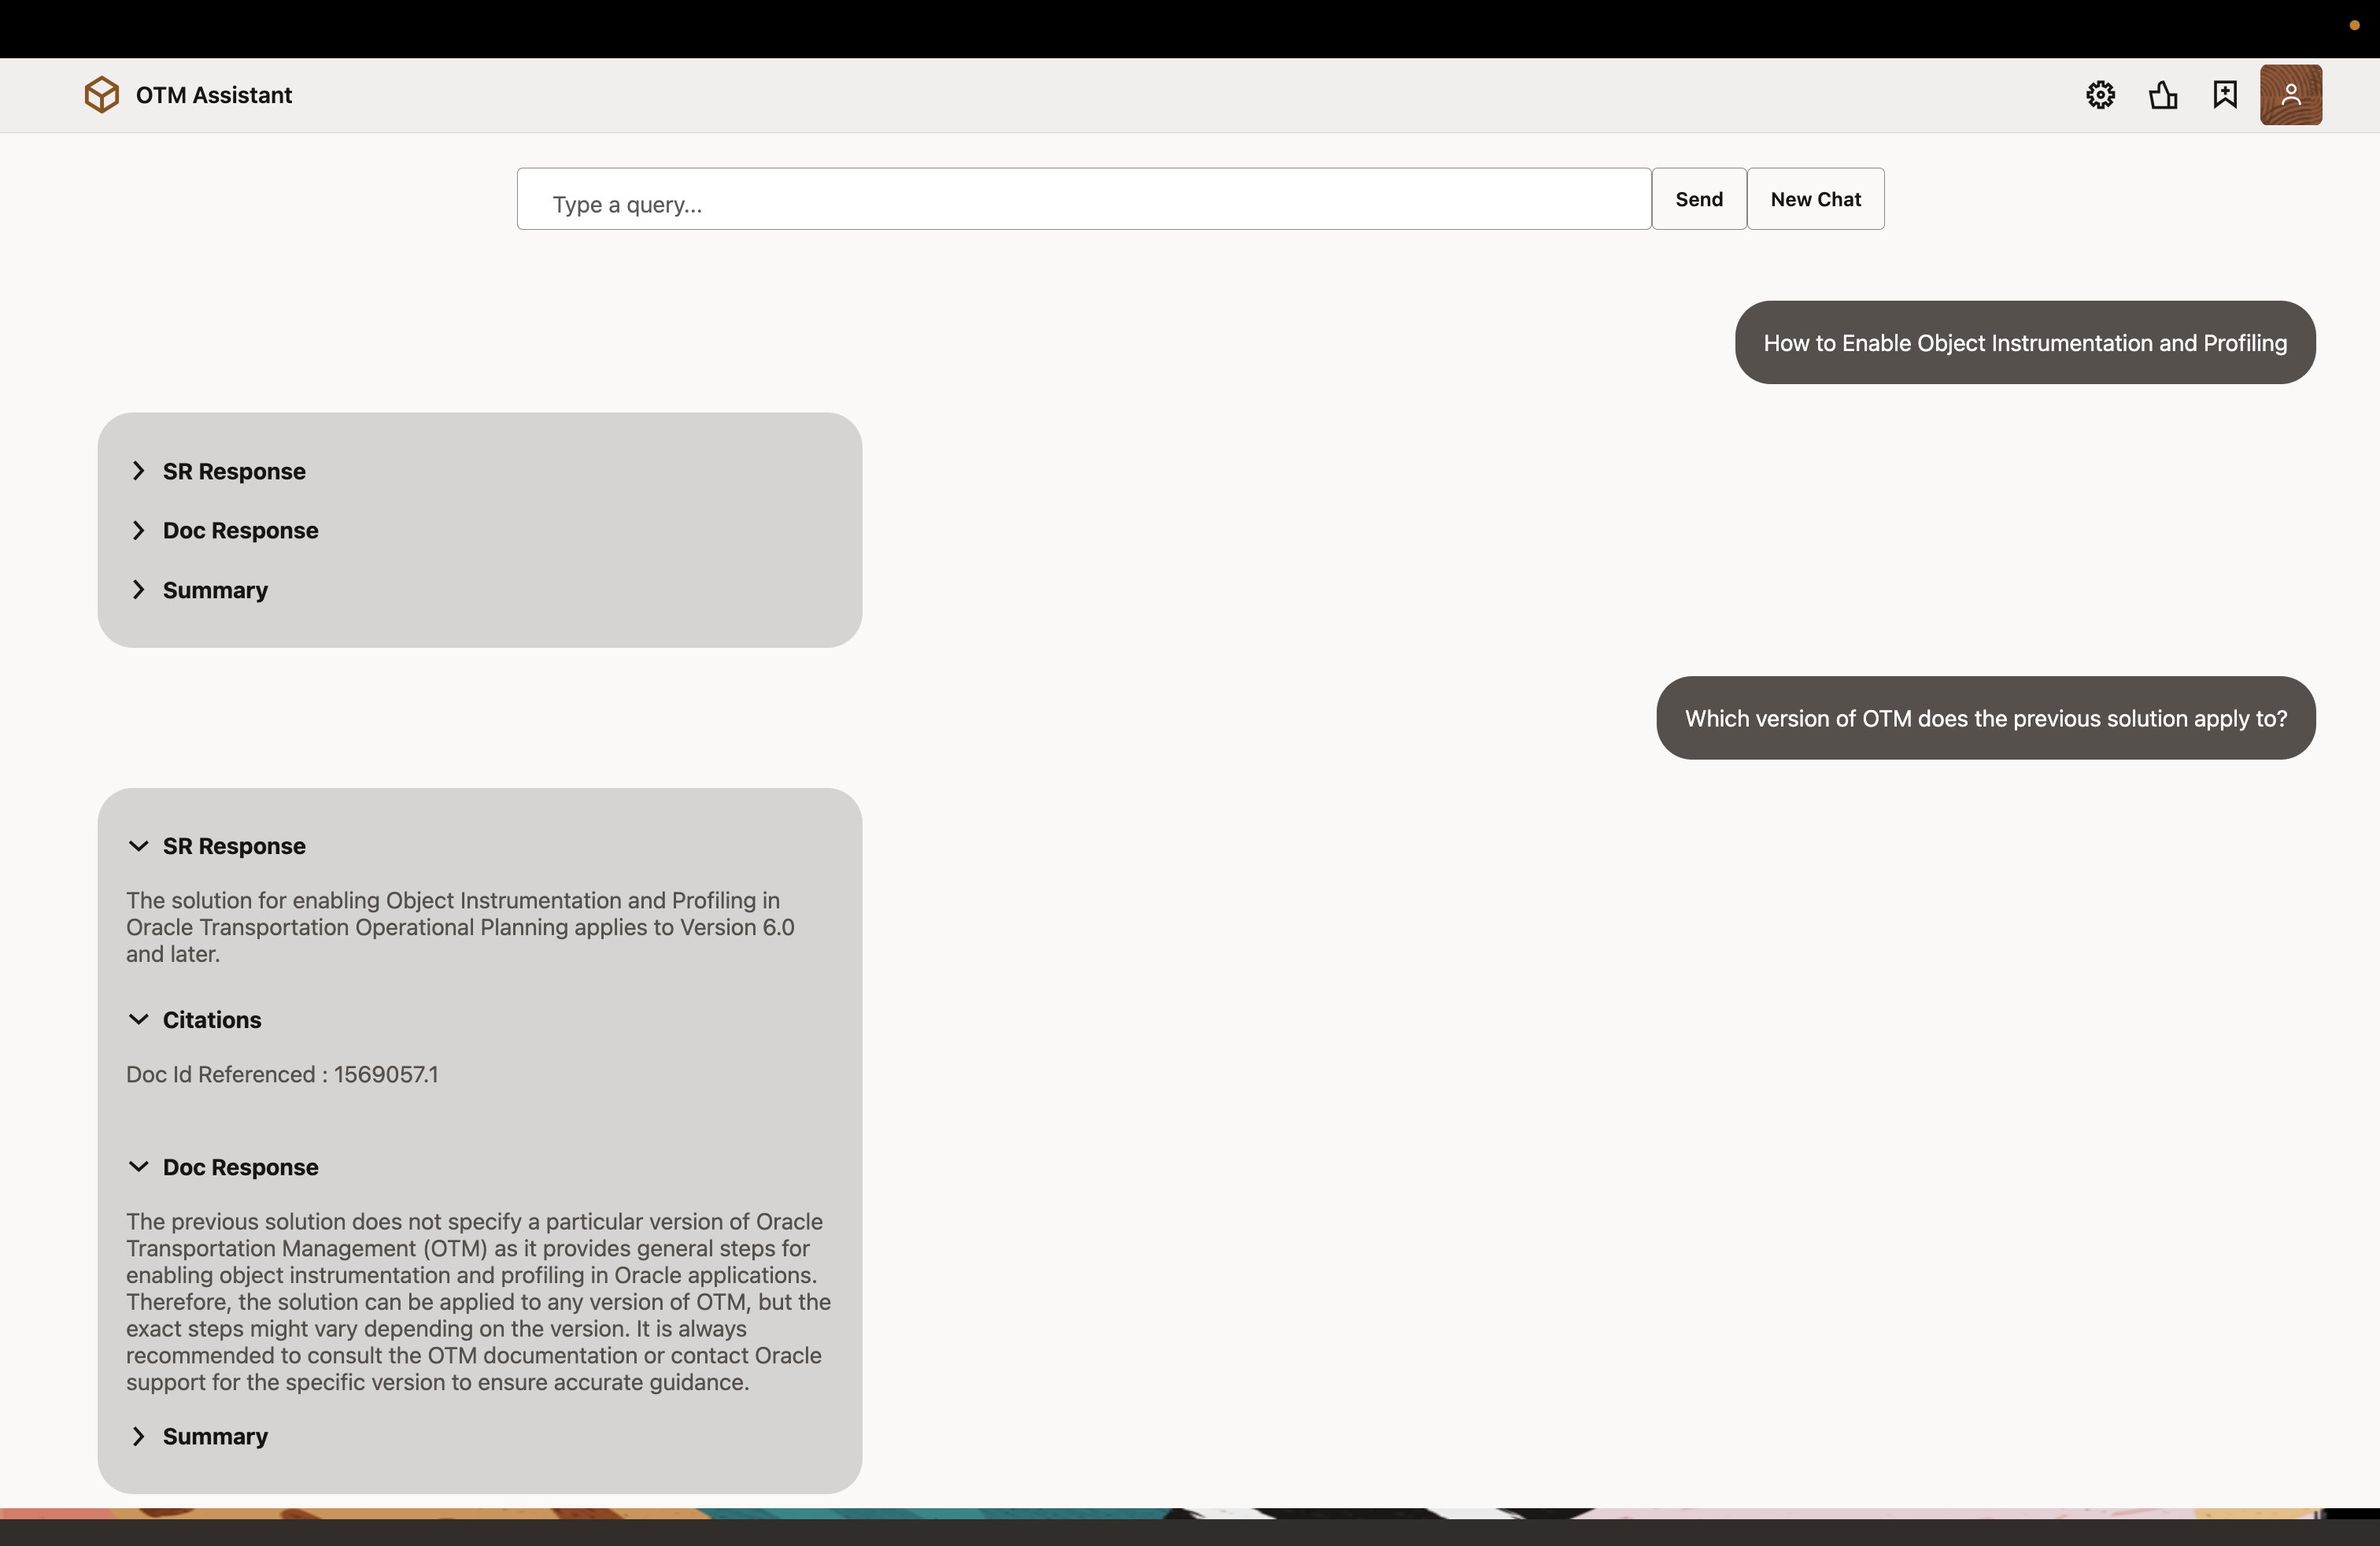 OTM Assistant
Type a query...
Send
New Chat
How to Enable Object Instrumentation and Profiling
SR Response
Doc Response
Summary
Which version of OTM does the previous solution apply to?
SR Response
The solution for enabling Object Instrumentation and Profiling in
Oracle Transportation Operational Planning applies to Version 6.0
and later.
Citations
Doc Id Referenced : 1569057.1
Doc Response
The previous solution does not specify a particular version of Oracle
Transportation Management (OTM) as it provides general steps for
enabling object instrumentation and profiling in Oracle applications.
Therefore, the solution can be applied to any version of OTM, but the
exact steps might vary depending on the version. It is always
recommended to consult the OTM documentation or contact Oracle
support for the specific version to ensure accurate guidance.
Summary